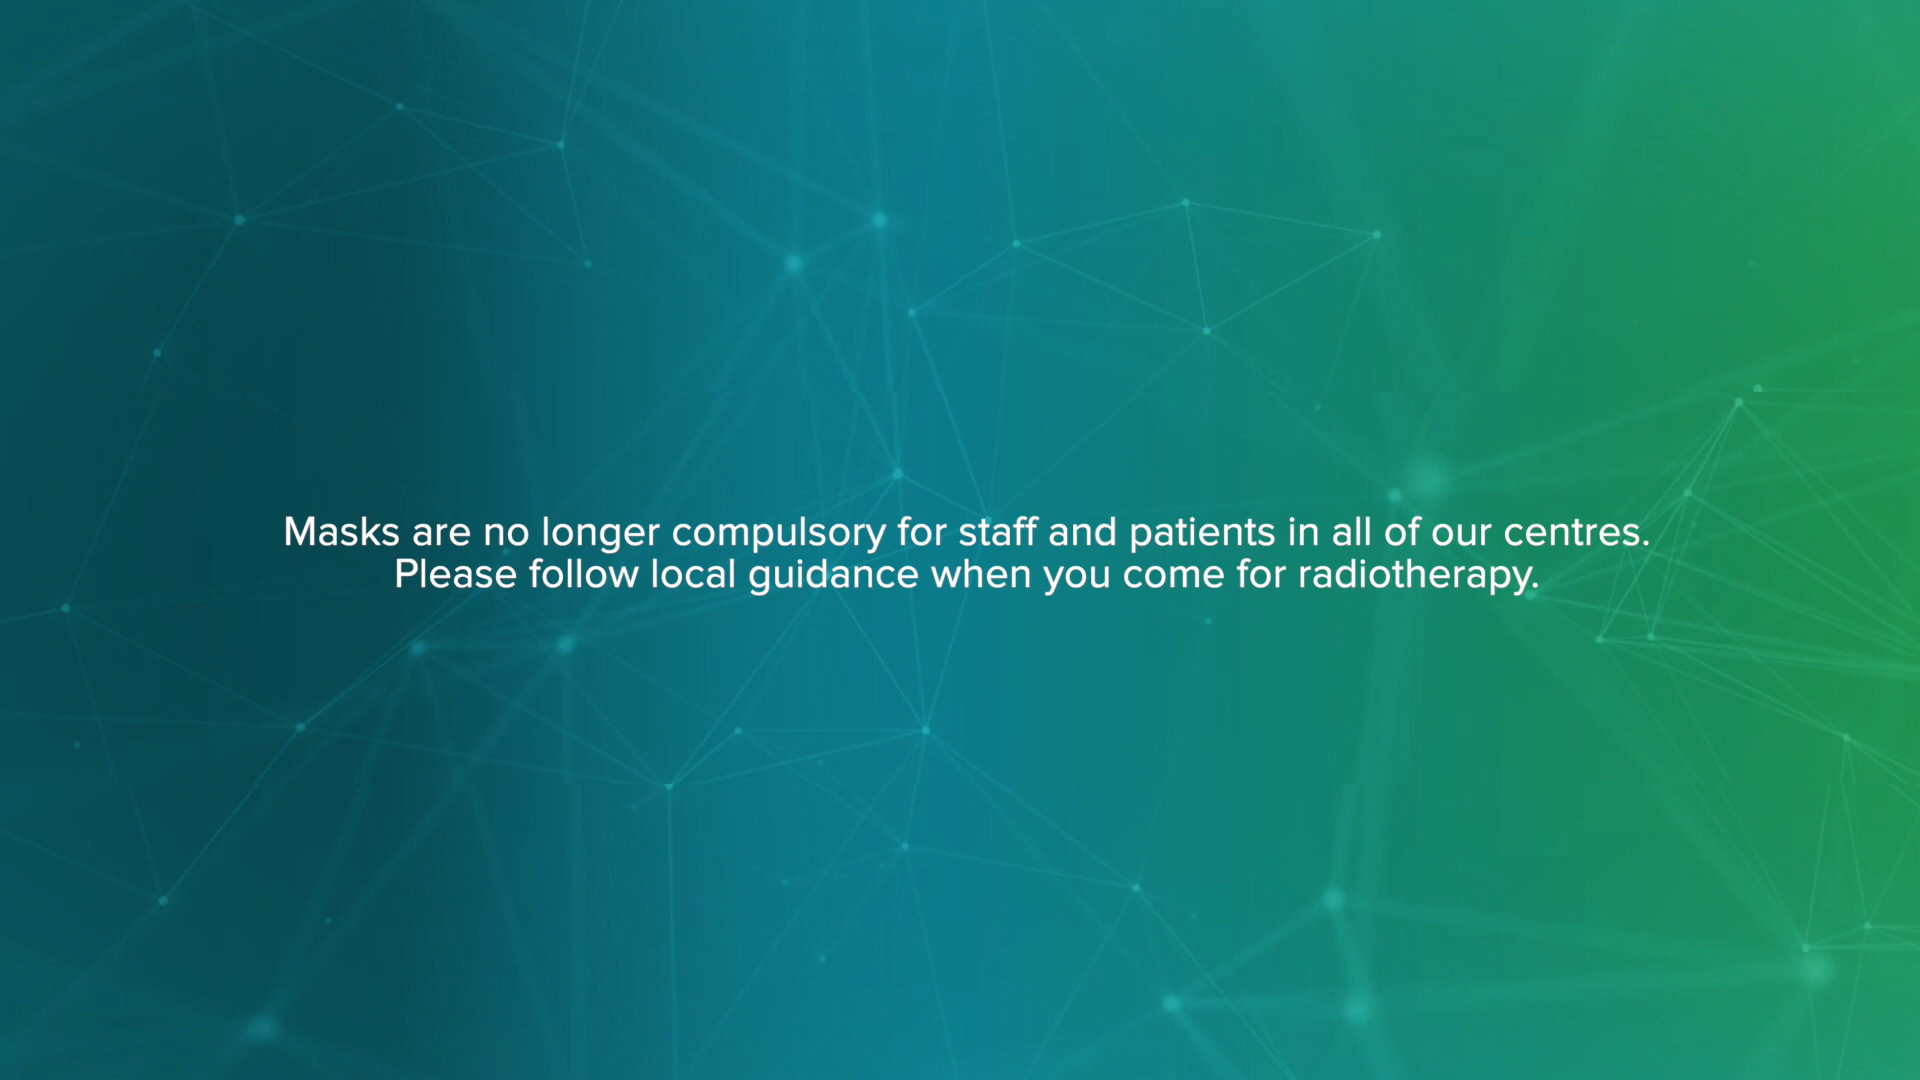 Masks are no longer compulsory for staff and patients in all of our centres.
Please follow local guidance when you come for radiotherapy.